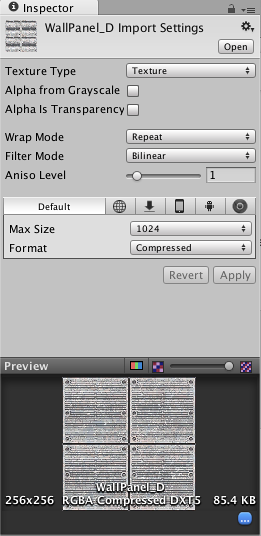 Inspector
WallPanel_D Import Settings
Open
Texture Type Texture
Alpha from Grayscale
Alpha Is Transparency
Wrap Mode Repeat
Filter Mode Bilinear
Aniso Level 1
Default
Max Size 1024
Format Compressed
Revert Apply
Preview
WallPanel_D
256x256 RGBA Compressed DXT5 85.4 KB